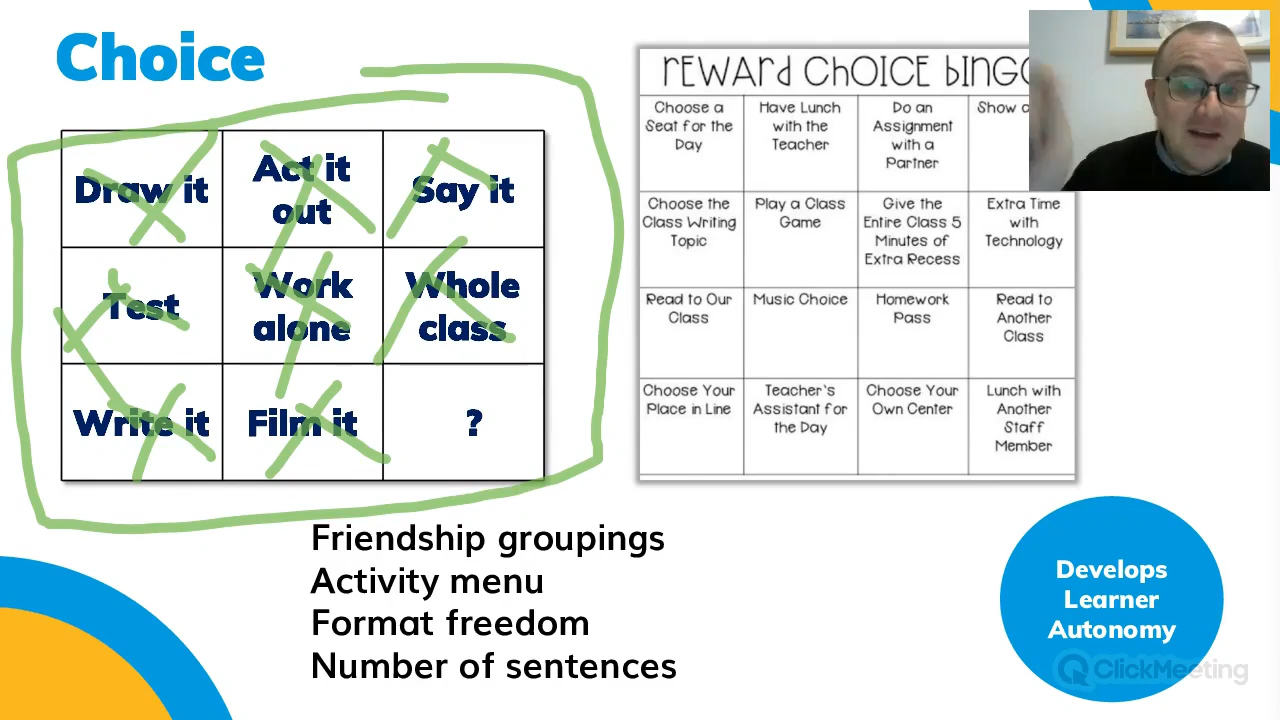 Choice
Draw it
Act it
out
Say it
Test
Work
alone
Whole
class
Write it
Film it
?
REWARD CHOICE BINGO
Choose a
Seat for the
Day
Have Lunch
with the
Teacher
Do an
Assignment
with a
Partner
Show
Choose the
Class Writing
Topic
Play a Class
Game
Give the
Entire Class 5
Minutes of
Extra Recess
Extra Time
with
Technology
Read to Our
Class
Music Choice
Homework
Pass
Read to
Another
Class
Choose Your
Place in Line
Teacher's
Assistant for
the Day
Choose Your
Own Center
Lunch with
Another
Staff
Member
Friendship groupings
Activity menu
Format freedom
Number of sentences
Develops
Learner
Autonomy
ClickMeeting